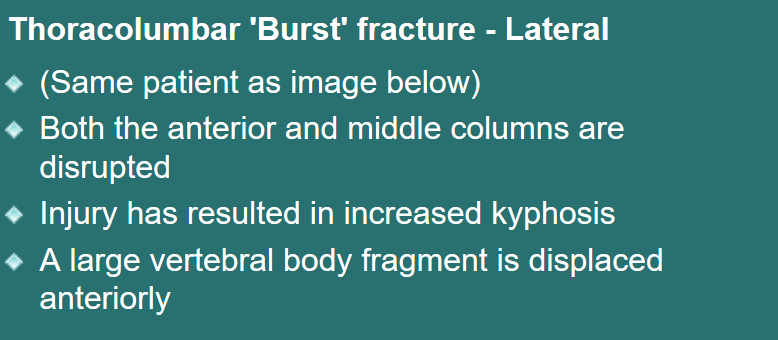 Thoracolumbar 'Burst' fracture - Lateral
(Same patient as image below)
Both the anterior and middle columns are
disrupted
Injury has resulted in increased kyphosis
A large vertebral body fragment is displaced
anteriorly